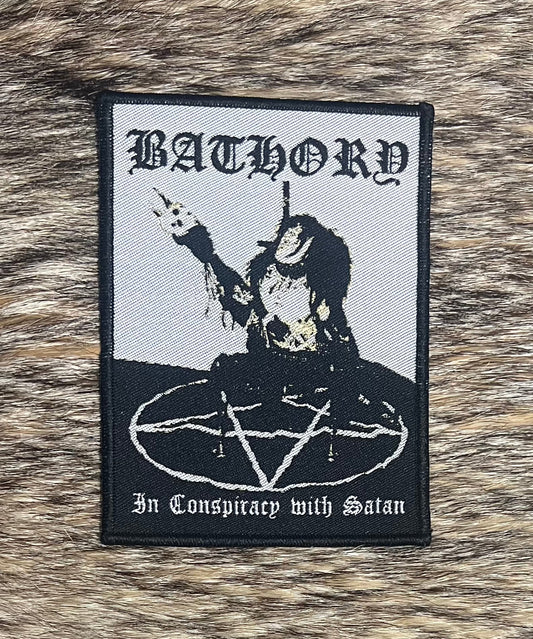 BATHORY
In Conspiracy with Satan